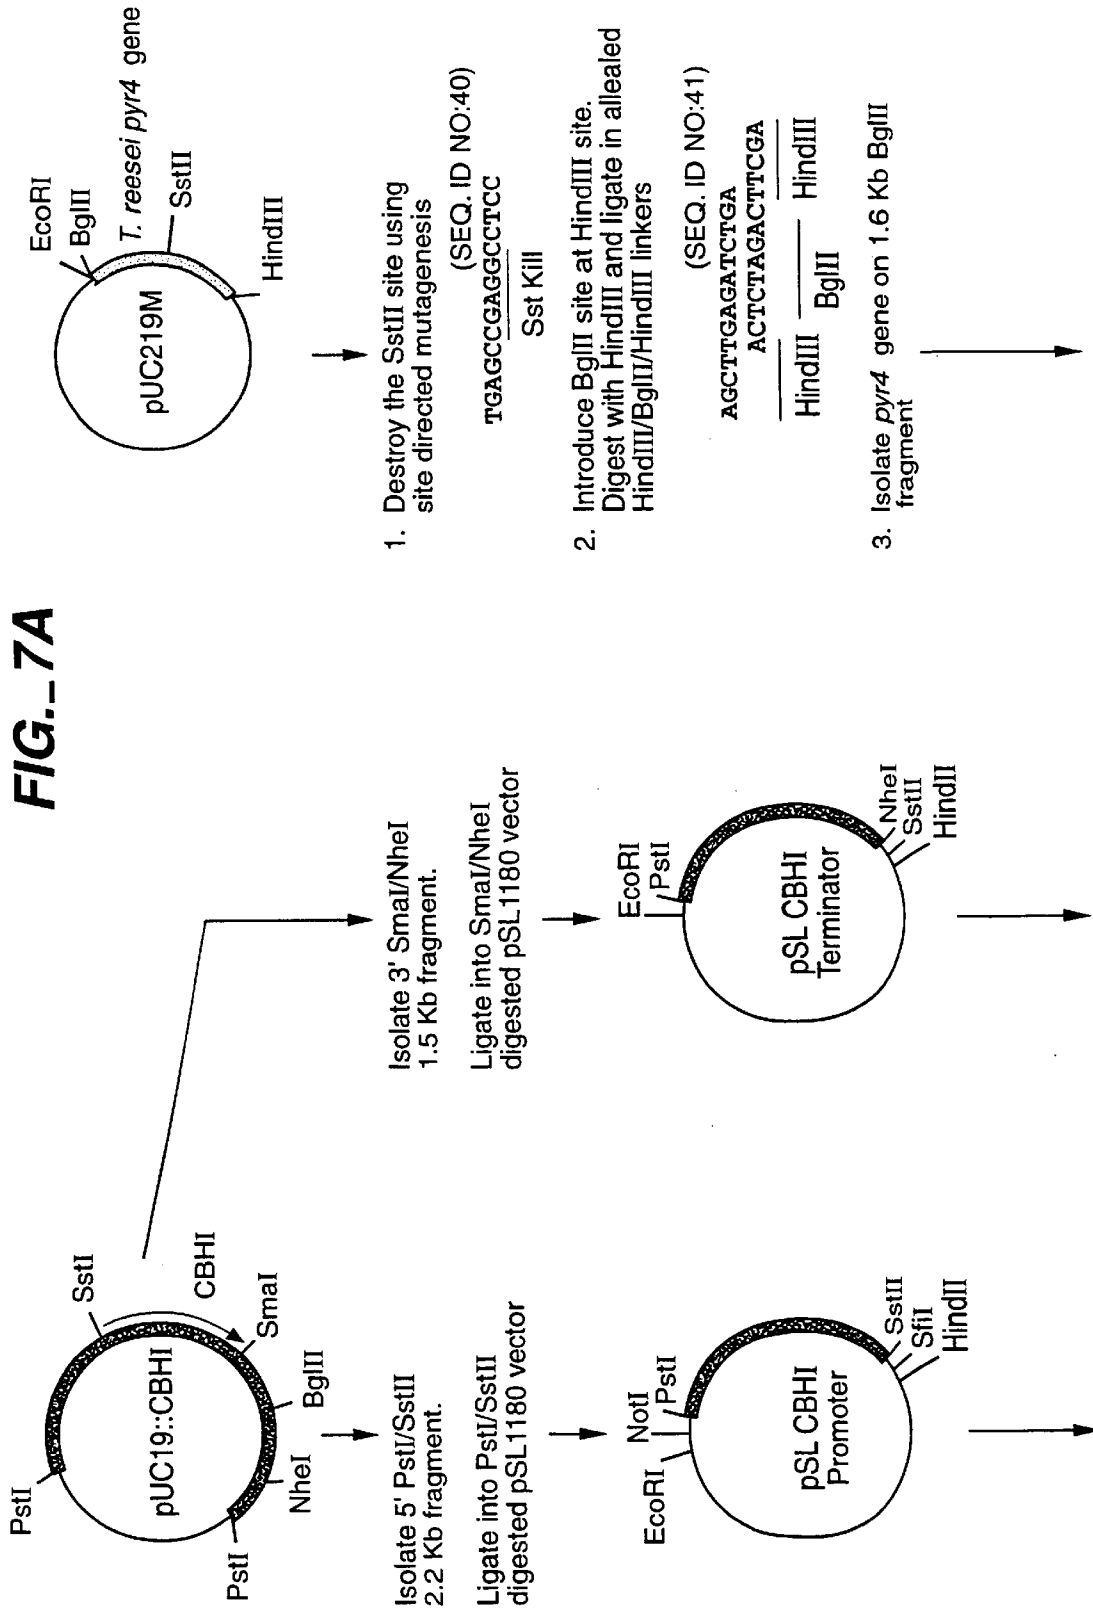 FIG._7A
PstI
SstI
CBHI
SmaI
BglII
NheI
PstI
pUC19::CBHI
Isolate 5' PstI/SstII
2.2 Kb fragment.
Ligate into PstI/SstII
digested pSL1180 vector
EcoRI
NotI
PstI
pSL CBHI
Promoter
SstII
SfiI
HindII
Isolate 3' SmaI/NheI
1.5 Kb fragment.
Ligate into SmaI/NheI
digested pSL1180 vector
EcoRI
PstI
pSL CBHI
Terminator
NheI
SstII
HindII
EcoRI
BglII
T. reesei pyr4 gene
SstII
HindIII
pUC219M
1. Destroy the SstII site using
site directed mutagenesis
(SEQ. ID NO:40)
TGAGCCGAGGCCTCC
Sst Kill
2. Introduce BglII site at HindIII site.
Digest with HindIII and ligate in allealed
HindIII/BglII/HindIII linkers
(SEQ. ID NO:41)
AGCTTGAGATCTGA
ACTCTAGACTTCGA
HindIII BglII HindIII
3. Isolate pyr4 gene on 1.6 Kb BglII
fragment